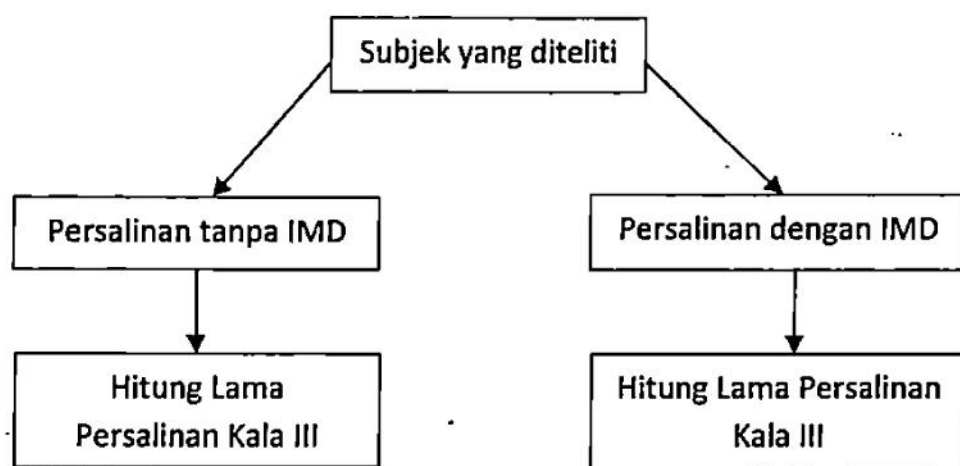 Subjek yang diteliti
Persalinan tanpa IMD
Persalinan dengan IMD
Hitung Lama
Persalinan Kala III
Hitung Lama Persalinan
Kala III